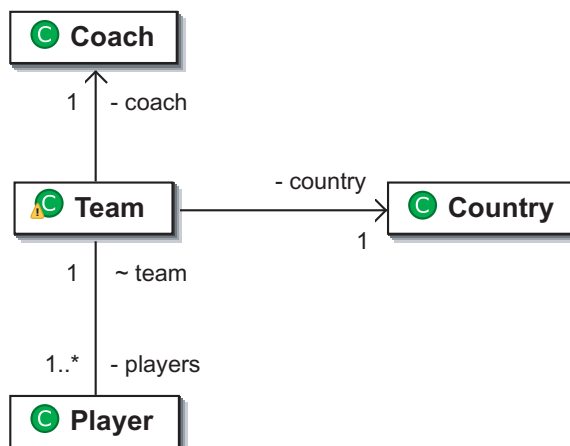 C Coach
1 - coach
C Team
- country
1
C Country
1 ~ team
1..* - players
C Player